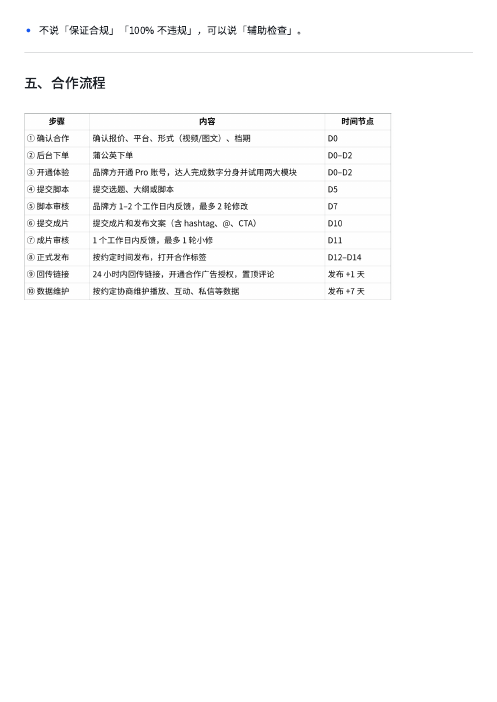 • 不说「保证合规」「100% 不违规」，可以说「辅助检查」。
五、合作流程
步骤 内容 时间节点
① 确认合作 确认报价、平台、形式（视频/图文）、档期 D0
② 后台下单 蒲公英下单 D0–D2
③ 开通体验 品牌方开通 Pro 账号，达人完成数字分身并试用两大模块 D0–D2
④ 提交脚本 提交选题、大纲或脚本 D5
⑤ 脚本审核 品牌方 1–2 个工作日内反馈，最多 2 轮修改 D7
⑥ 提交成片 提交成片和发布文案（含 hashtag、@、CTA） D10
⑦ 成片审核 1 个工作日内反馈，最多 1 轮小修 D11
⑧ 正式发布 按约定时间发布，打开合作标签 D12–D14
⑨ 回传链接 24 小时内回传链接，开通合作广告授权，置顶评论 发布 +1 天
⑩ 数据维护 按约定协商维护播放、互动、私信等数据 发布 +7 天